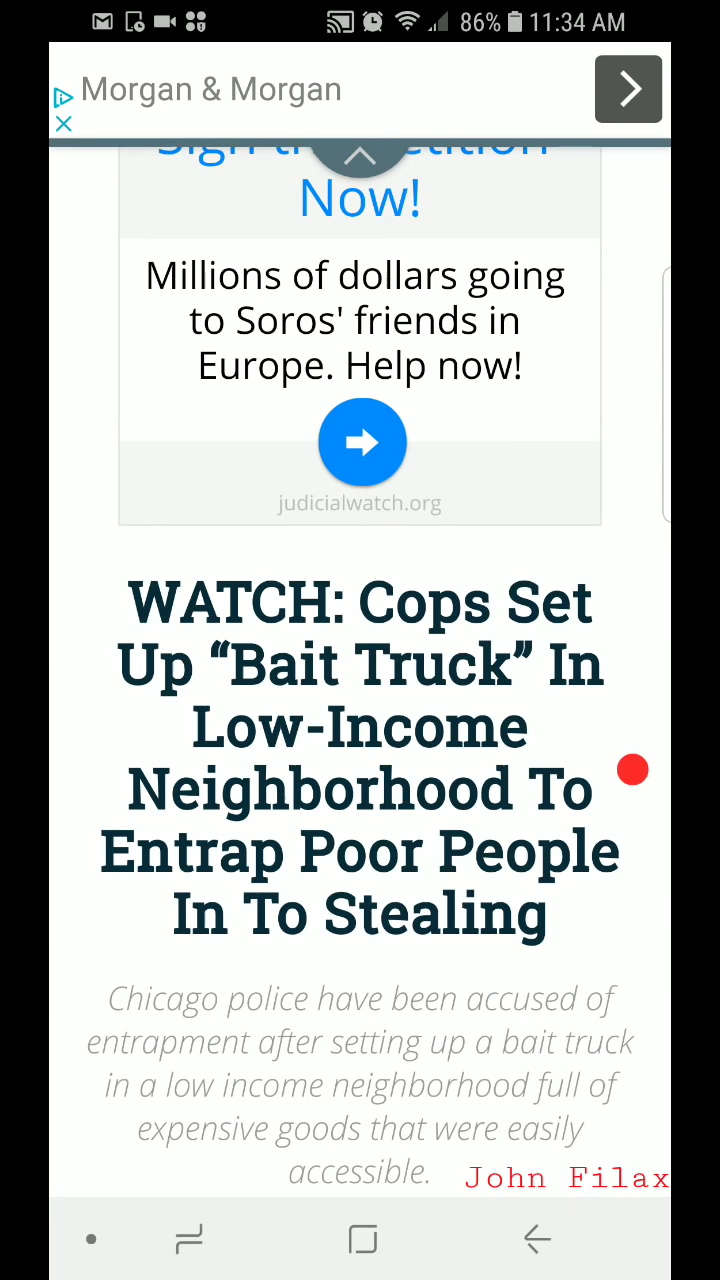 86% 11:34 AM
Morgan & Morgan
Now!
Millions of dollars going
to Soros' friends in
Europe. Help now!
judicialwatch.org
WATCH: Cops Set
Up “Bait Truck” In
Low-Income
Neighborhood To
Entrap Poor People
In To Stealing
Chicago police have been accused of
entrapment after setting up a bait truck
in a low income neighborhood full of
expensive goods that were easily
accessible.
John Filax